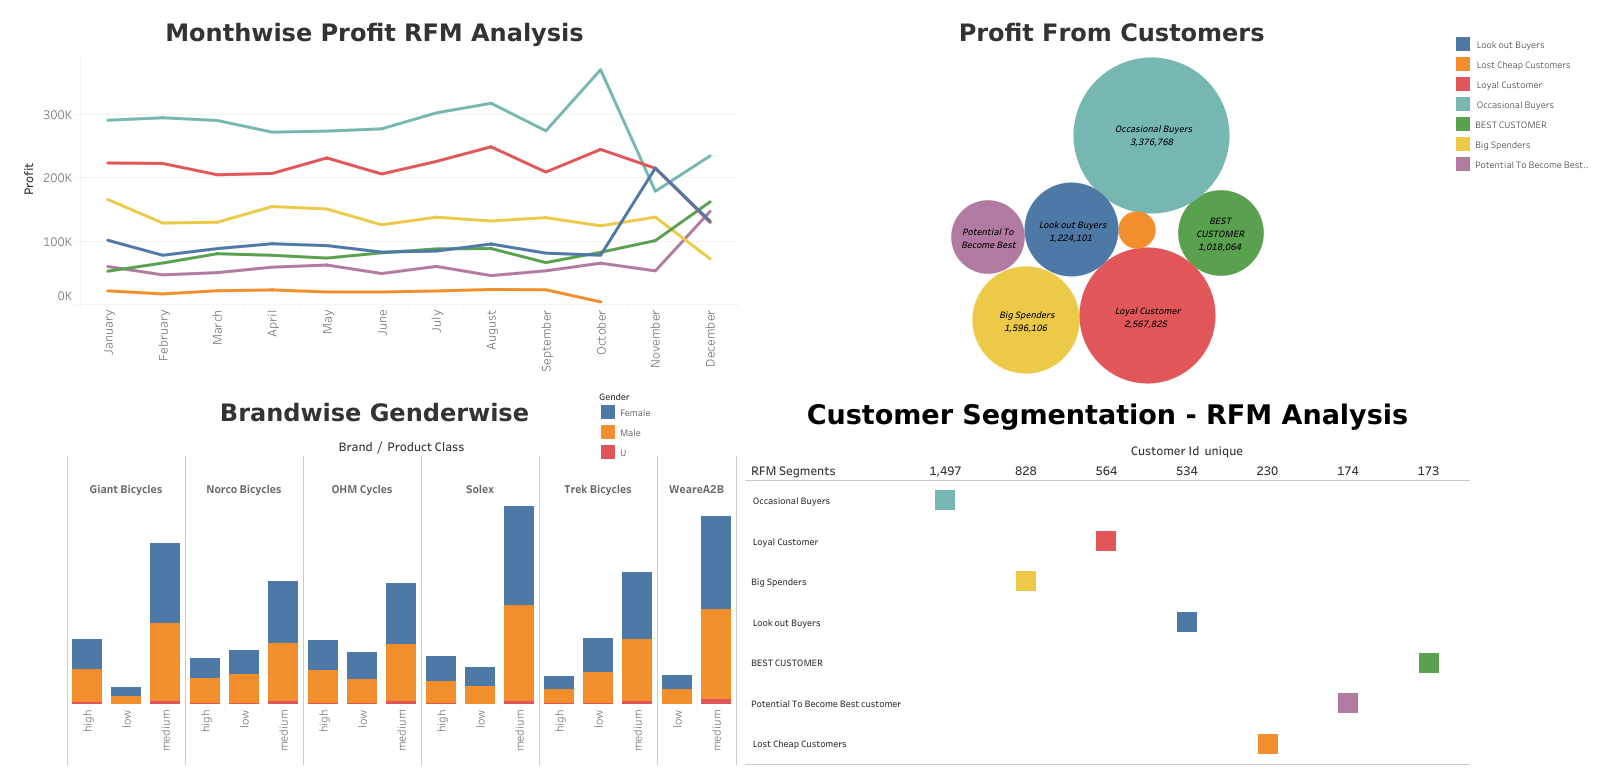 Monthwise Profit RFM Analysis
Profit
300K
200K
100K
0K
January
February
March
April
May
June
July
August
September
October
November
December
Profit From Customers
Occasional Buyers
3,376,768
Potential To
Become Best
Look out Buyers
1,224,101
BEST
CUSTOMER
1,018,064
Big Spenders
1,596,106
Loyal Customer
2,567,825
Look out Buyers
Lost Cheap Customers
Loyal Customer
Occasional Buyers
BEST CUSTOMER
Big Spenders
Potential To Become Best..
Brandwise Genderwise
Gender
Female
Male
U
Brand / Product Class
Giant Bicycles
Norco Bicycles
OHM Cycles
Solex
Trek Bicycles
WeareA2B
high
low
medium
high
low
medium
high
low
medium
high
low
medium
high
low
medium
low
medium
Customer Segmentation - RFM Analysis
Customer Id unique
RFM Segments 1,497 828 564 534 230 174 173
Occasional Buyers
Loyal Customer
Big Spenders
Look out Buyers
BEST CUSTOMER
Potential To Become Best customer
Lost Cheap Customers